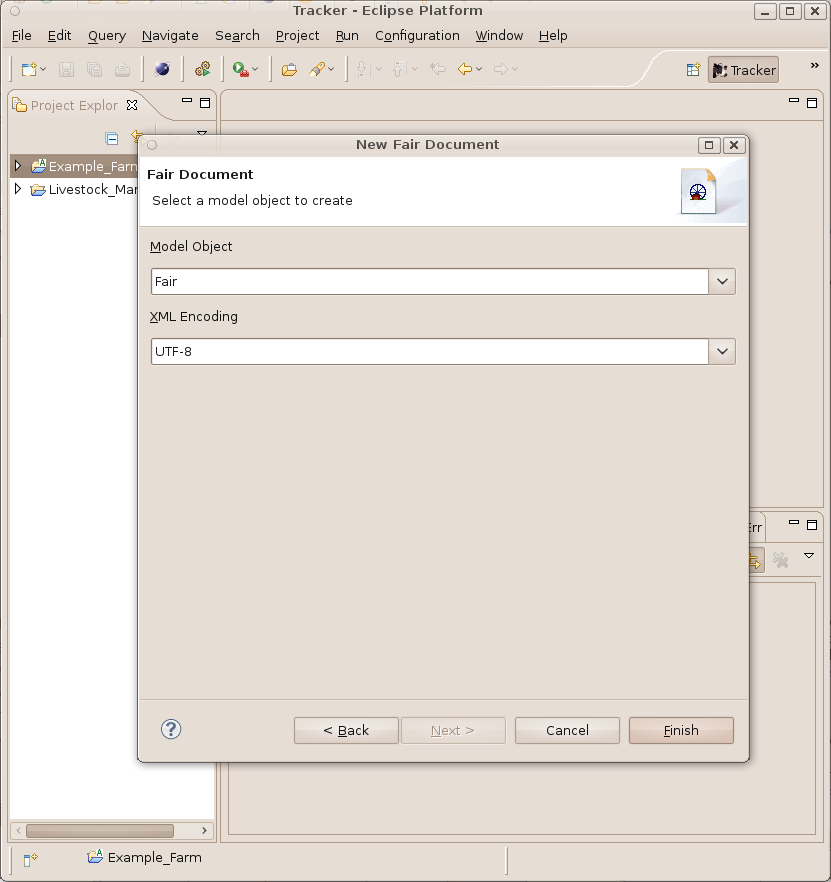 Tracker - Eclipse Platform
File Edit Query Navigate Search Project Run Configuration Window Help
Tracker
Project Explor
Example_Farm
Livestock_Mar
New Fair Document
Fair Document
Select a model object to create
Model Object
Fair
XML Encoding
UTF-8
Err
< Back Next > Cancel Finish
Example_Farm